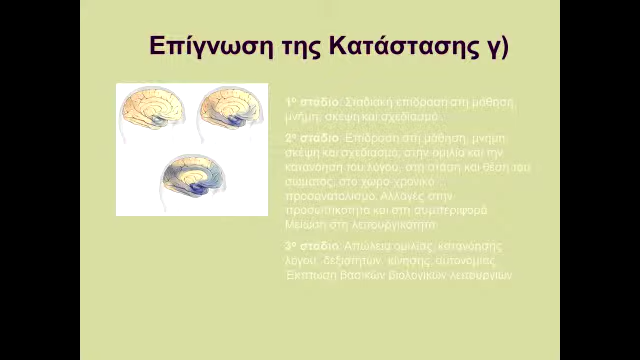 Επίγνωση της Κατάστασης γ)
1ο στάδιο: Σταδιακή επίδραση στη μάθηση,
μνήμη, σκέψη και σχεδιασμό.
2ο στάδιο: Επίδραση στη μάθηση, μνήμη,
σκέψη και σχεδιασμό, στην ομιλία και την
κατανόηση του λόγου, στη στάση και θέση του
σώματος, στο χωρο-χρονικό
προσανατολισμό. Αλλαγές στην
προσωπικότητα και στη συμπεριφορά.
Μείωση στη λειτουργικότητα
3ο στάδιο: Απώλεια ομιλίας, κατανόησης
λόγου, δεξιοτήτων, κίνησης, αυτονομίας.
Έκπτωση βασικών βιολογικών λειτουργιών